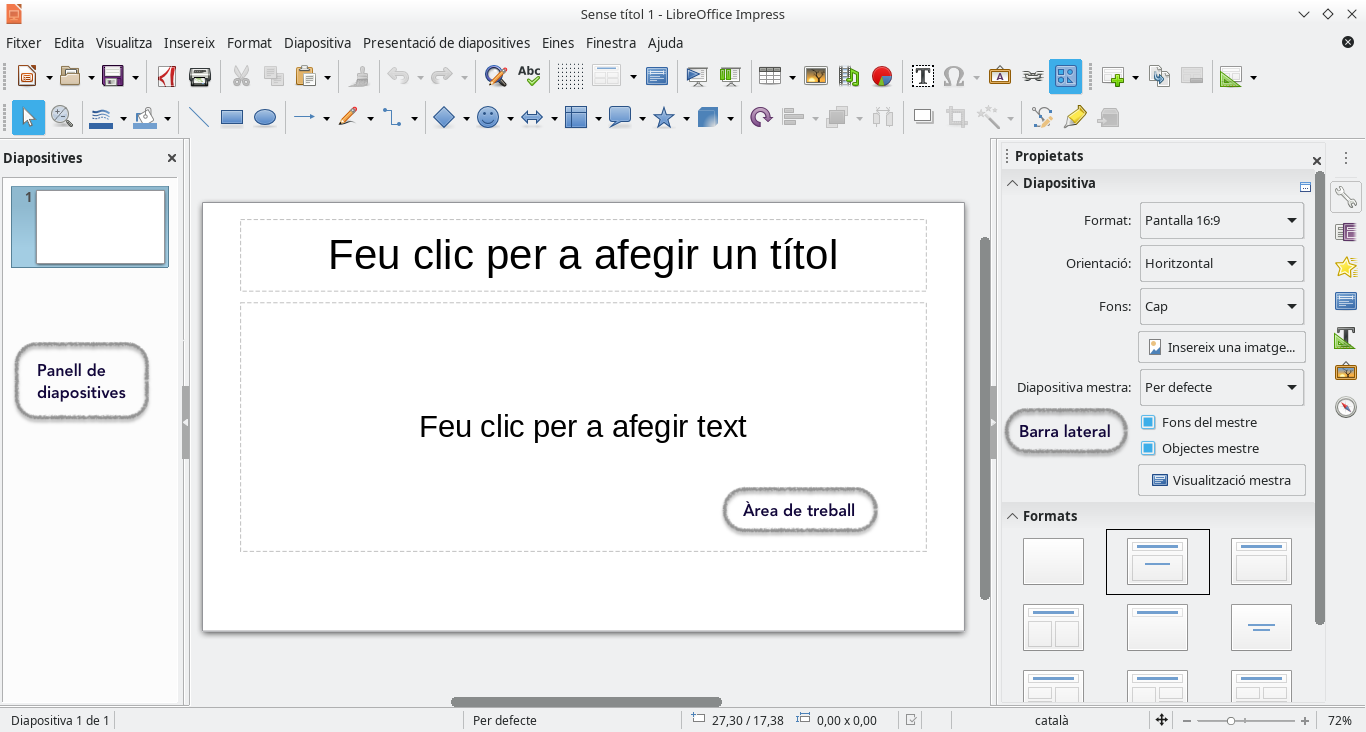 Sense títol 1 - LibreOffice Impress
Fitxer Edita Visualitza Insereix Format Diapositiva Presentació de diapositives Eines Finestra Ajuda
Abc
Diapositives
1
Panell de
diapositives
Feu clic per a afegir un títol
Feu clic per a afegir text
Àrea de treball
Propietats
Diapositiva
Format: Pantalla 16:9
Orientació: Horitzontal
Fons: Cap
Insereix una imatge...
Diapositiva mestra: Per defecte
Barra lateral
Fons del mestre
Objectes mestre
Visualització mestra
Formats
Diapositiva 1 de 1 Per defecte 27,30 / 17,38 0,00 x 0,00 català 72%